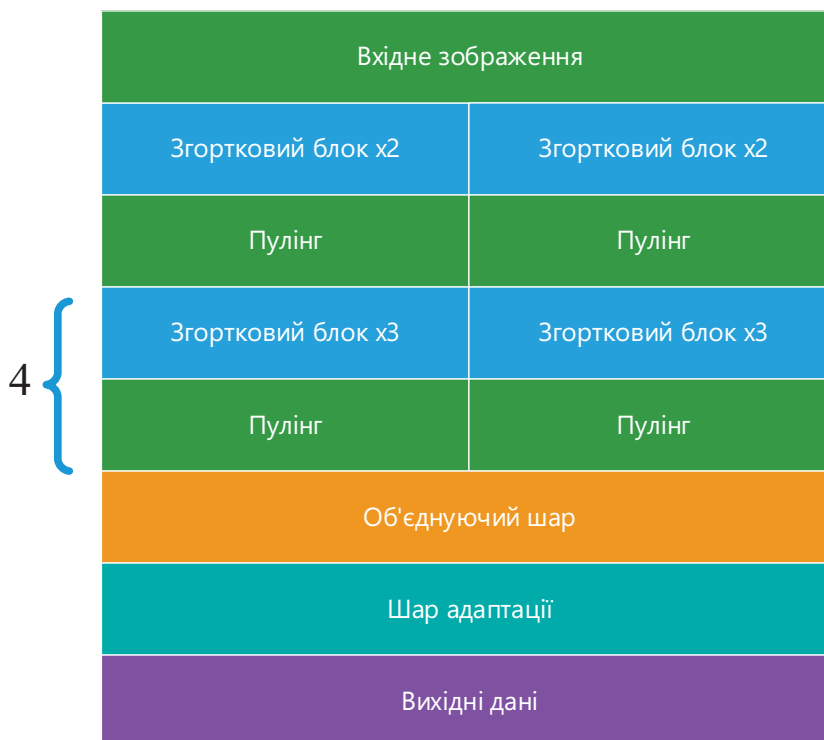 Вхідне зображення
Згортковий блок x2
Згортковий блок x2
Пулінг
Пулінг
Згортковий блок x3
Згортковий блок x3
4
Пулінг
Пулінг
Об'єднуючий шар
Шар адаптації
Вихідні дані